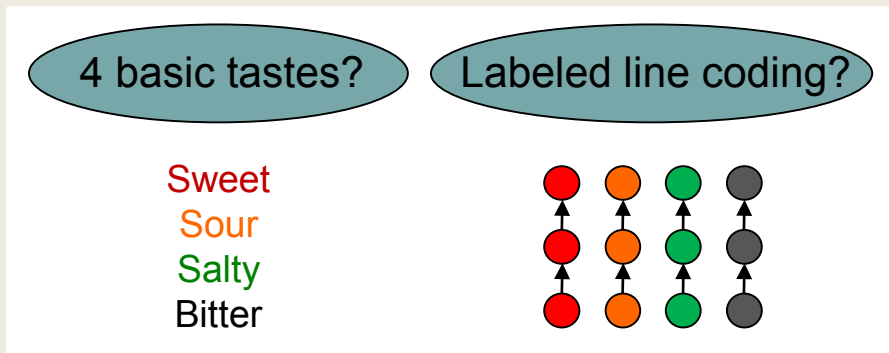 4 basic tastes?
Labeled line coding?
Sweet
Sour
Salty
Bitter